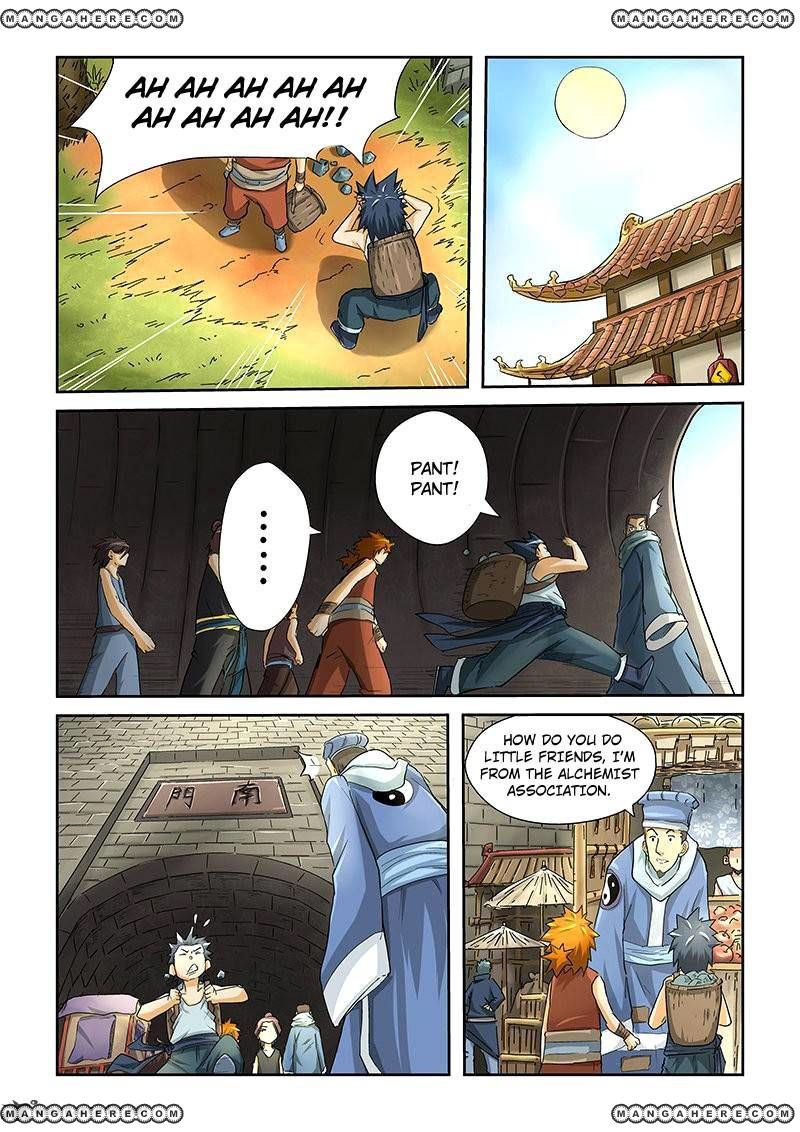 MANGAHERE.COM
MANGAHERE.COM
AH AH AH AH AH
AH AH AH AH!!
PANT!
PANT!
......
南門
HOW DO YOU DO
LITTLE FRIENDS, I'M
FROM THE ALCHEMIST
ASSOCIATION.
MANGAHERE.COM
MANGAHERE.COM